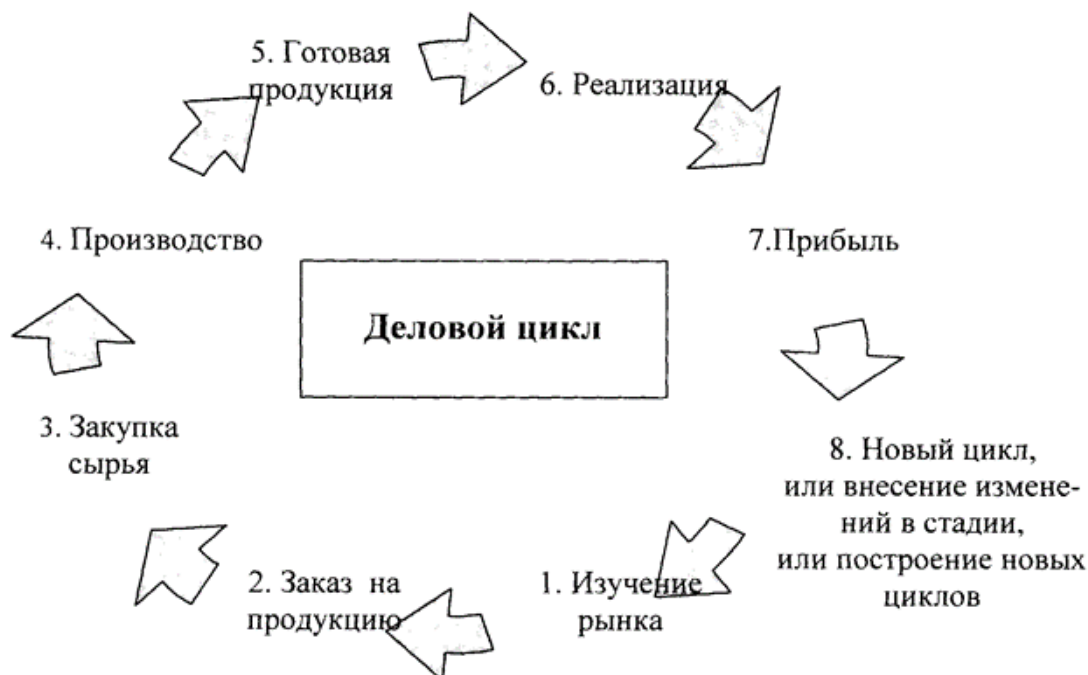 5. Готовая
продукция
6. Реализация
4. Производство
7.Прибыль
Деловой цикл
3. Закупка
сырья
8. Новый цикл,
или внесение измене-
ний в стадии,
или построение новых
циклов
2. Заказ на
продукцию
1. Изучение
рынка